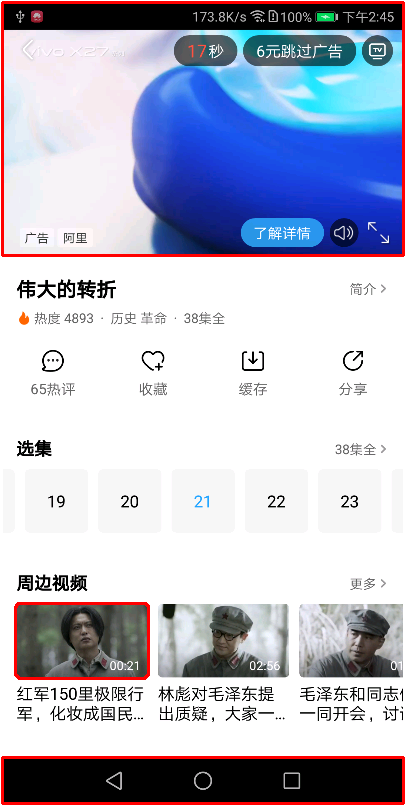 173.8K/s 100% 下午2:45
vivo X27
17秒 6元跳过广告 TV
广告 阿里 了解详情
伟大的转折 简介
热度 4893 · 历史 革命 · 38集全
65热评 收藏 缓存 分享
选集 38集全
19 20 21 22 23
周边视频 更多
00:21 02:56
红军150里极限行 林彪对毛泽东提 毛泽东和同志
军，化妆成国民... 出质疑，大家一... 一同开会，讨